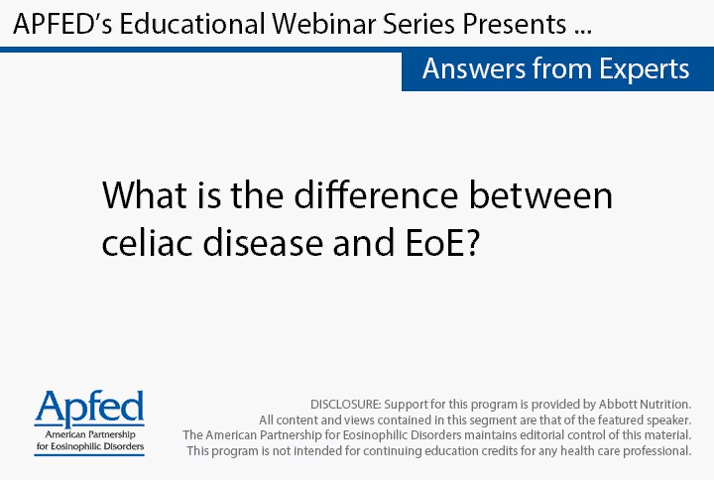 APFED's Educational Webinar Series Presents ...
Answers from Experts
What is the difference between
celiac disease and EoE?
Apfed
American Partnership
for Eosinophilic Disorders
DISCLOSURE: Support for this program is provided by Abbott Nutrition.
All content and views contained in this segment are that of the featured speaker.
The American Partnership for Eosinophilic Disorders maintains editorial control of this material.
This program is not intended for continuing education credits for any health care professional.